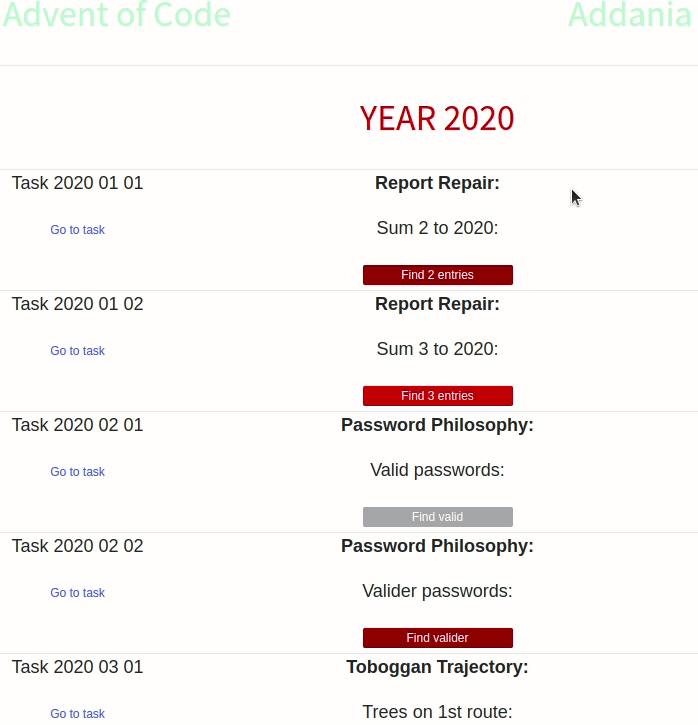 Advent of Code Addania
YEAR 2020
Task 2020 01 01 Report Repair:
Go to task Sum 2 to 2020:
Find 2 entries
Task 2020 01 02 Report Repair:
Go to task Sum 3 to 2020:
Find 3 entries
Task 2020 02 01 Password Philosophy:
Go to task Valid passwords:
Find valid
Task 2020 02 02 Password Philosophy:
Go to task Valider passwords:
Find valider
Task 2020 03 01 Toboggan Trajectory:
Go to task Trees on 1st route: